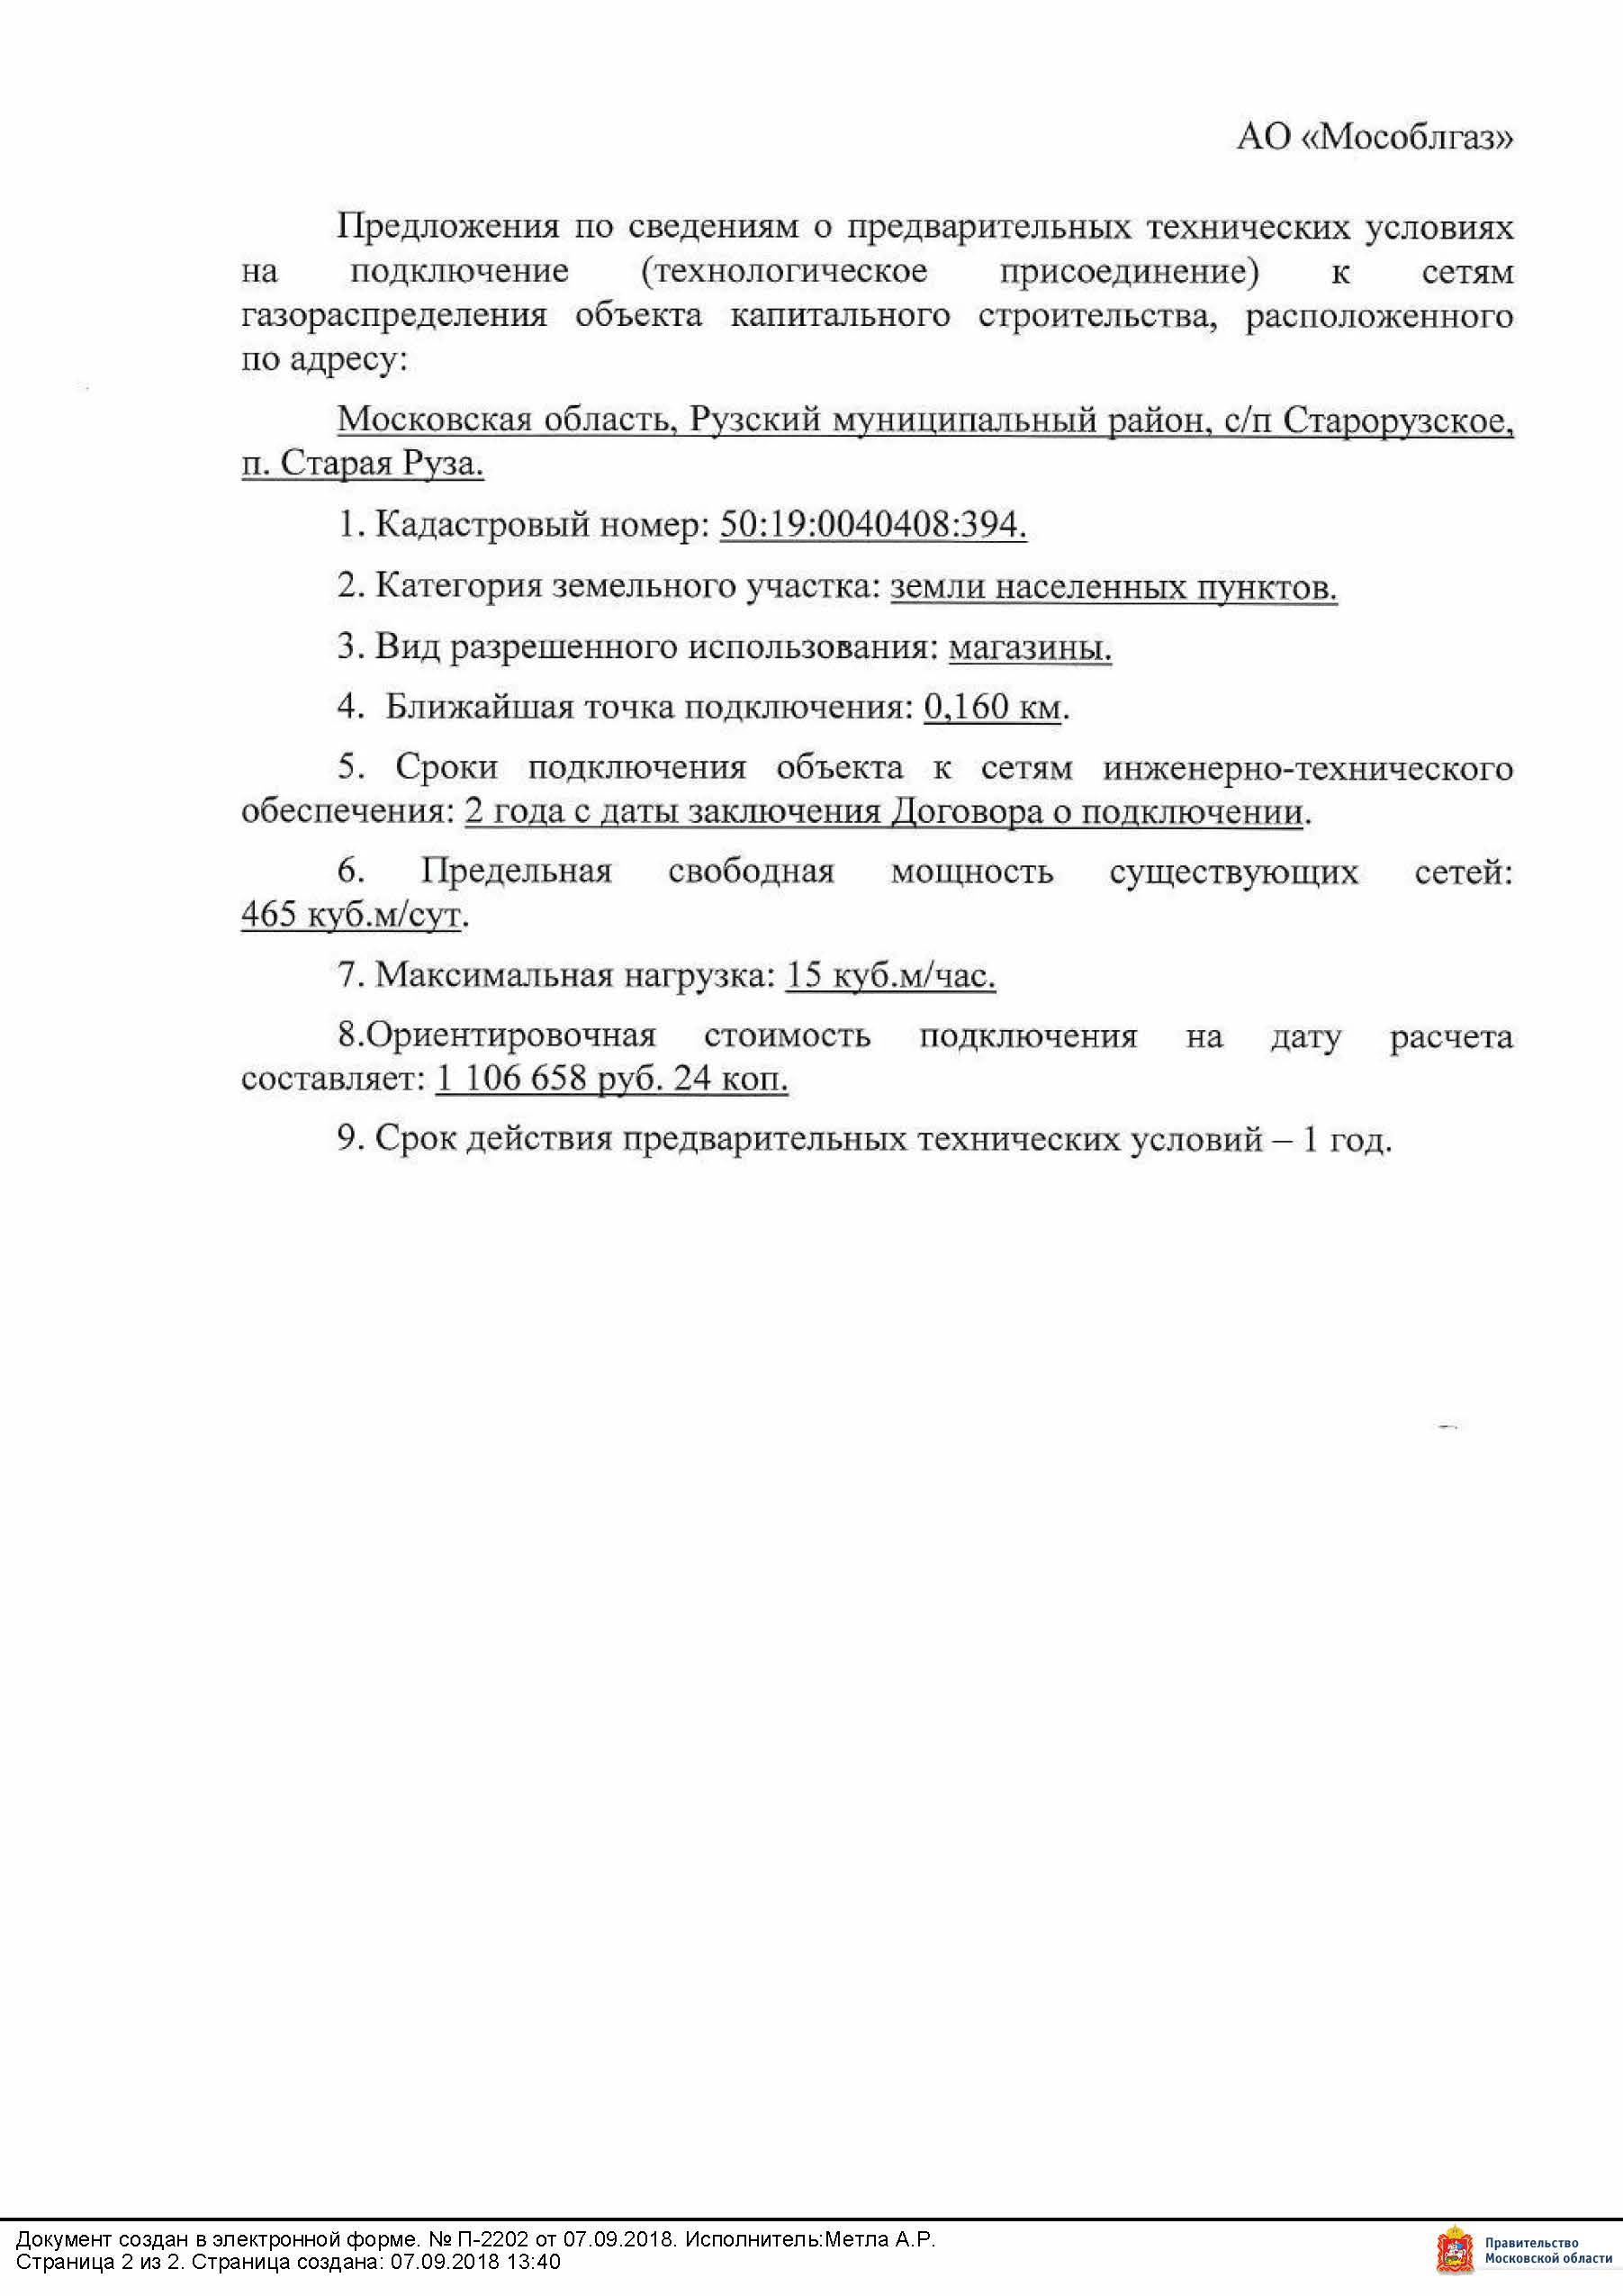 АО «Мособлгаз»
Предложения по сведениям о предварительных технических условиях
на подключение (технологическое присоединение) к сетям
газораспределения объекта капитального строительства, расположенного
по адресу:
Московская область, Рузский муниципальный район, с/п Старорузское,
п. Старая Руза.
1. Кадастровый номер: 50:19:0040408:394.
2. Категория земельного участка: земли населенных пунктов.
3. Вид разрешенного использования: магазины.
4. Ближайшая точка подключения: 0,160 км.
5. Сроки подключения объекта к сетям инженерно-технического
обеспечения: 2 года с даты заключения Договора о подключении.
6. Предельная свободная мощность существующих сетей:
465 куб.м/сут.
7. Максимальная нагрузка: 15 куб.м/час.
8.Ориентировочная стоимость подключения на дату расчета
составляет: 1 106 658 руб. 24 коп.
9. Срок действия предварительных технических условий – 1 год.
Документ создан в электронной форме. № П-2202 от 07.09.2018. Исполнитель:Метла А.Р.
Страница 2 из 2. Страница создана: 07.09.2018 13:40
Правительство
Московской области